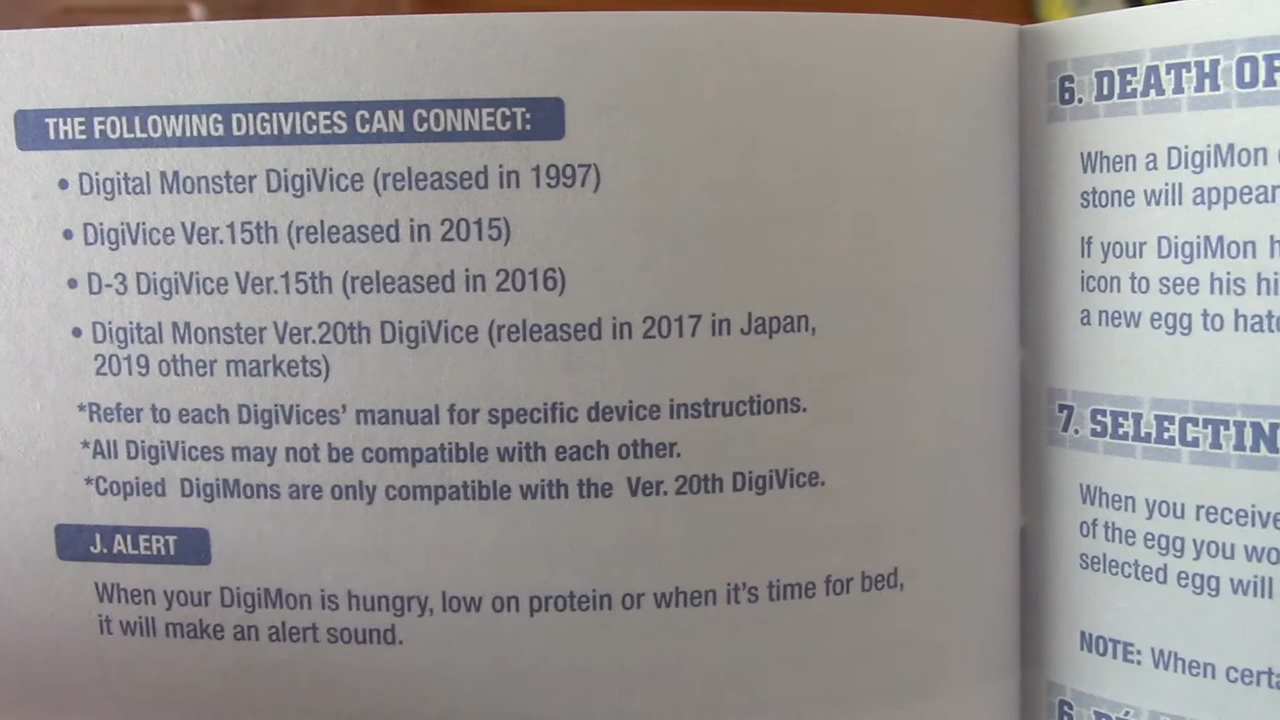 THE FOLLOWING DIGIVICES CAN CONNECT:
• Digital Monster DigiVice (released in 1997)
• DigiVice Ver.15th (released in 2015)
• D-3 DigiVice Ver.15th (released in 2016)
• Digital Monster Ver.20th DigiVice (released in 2017 in Japan,
2019 other markets)
*Refer to each DigiVices’ manual for specific device instructions.
*All DigiVices may not be compatible with each other.
*Copied DigiMons are only compatible with the Ver. 20th DigiVice.
J. ALERT
When your DigiMon is hungry, low on protein or when it’s time for bed,
it will make an alert sound.
6. DEATH OF
When a DigiMon
stone will appear
If your DigiMon
icon to see his
a new egg to
7.
When you receive
of the egg you
selected egg will
NOTE: When
6.